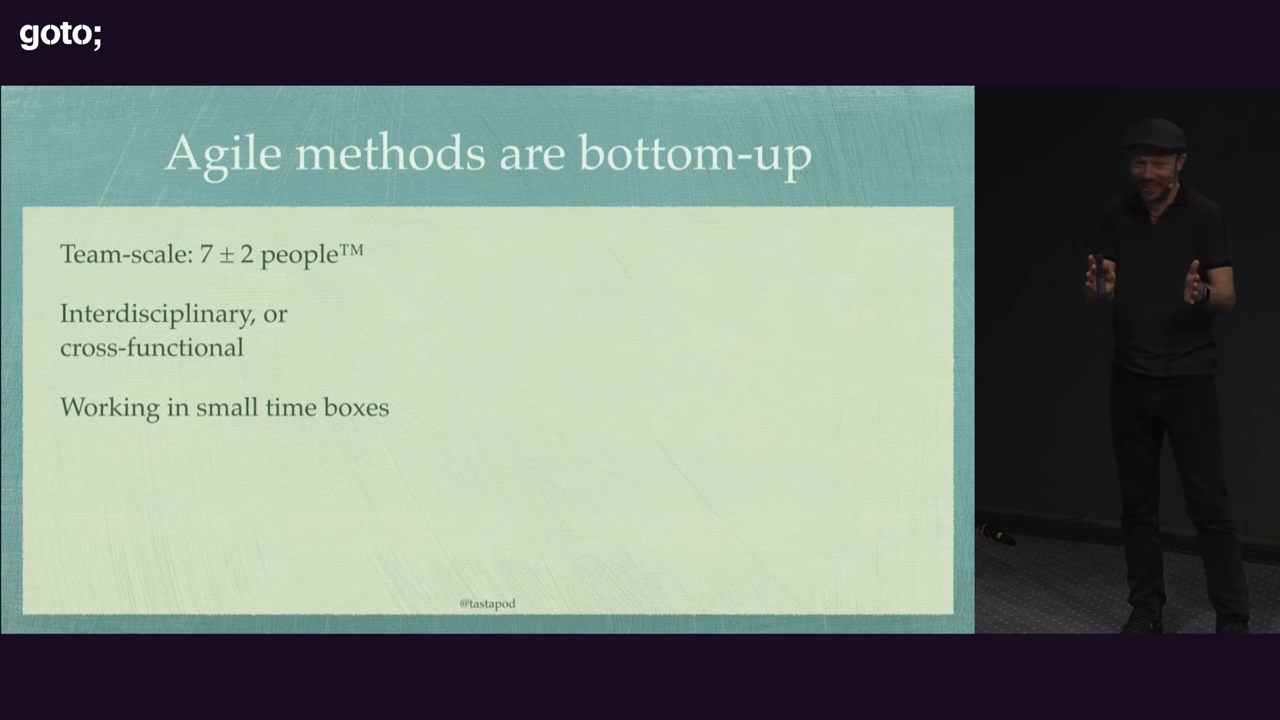 goto;
Agile methods are bottom-up
Team-scale: 7 ± 2 people™
Interdisciplinary, or
cross-functional
Working in small time boxes
@tastapod